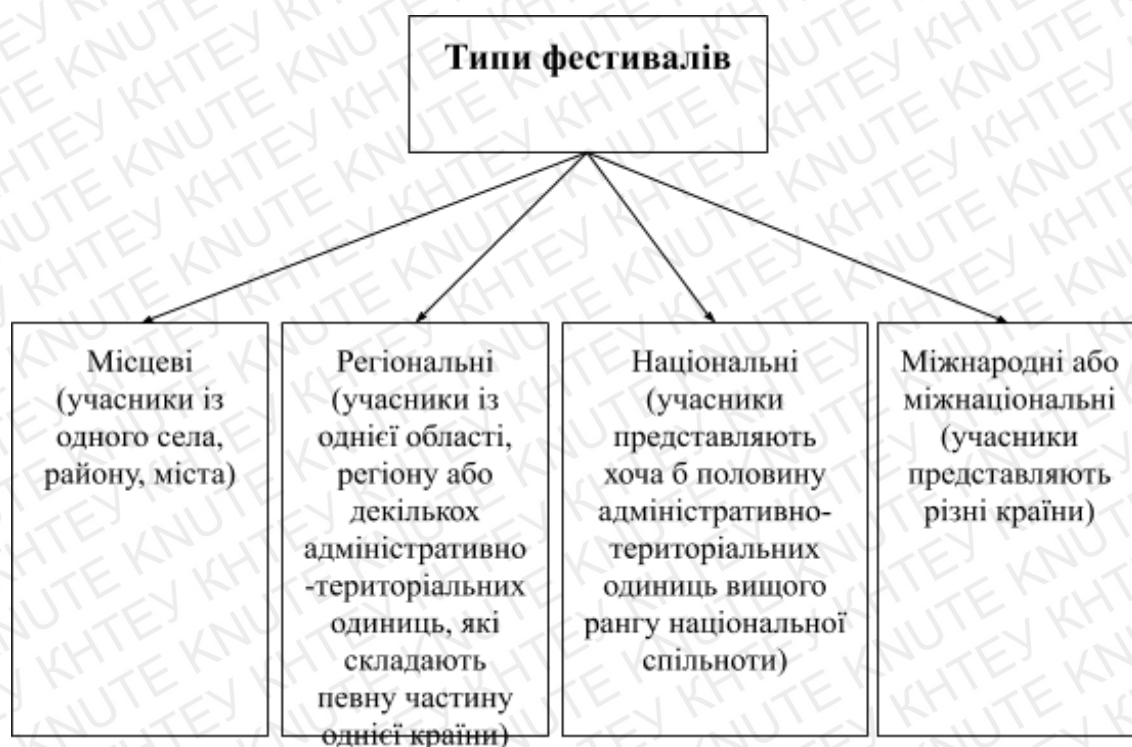 Типи фестивалів
Місцеві
(учасники із
одного села,
району, міста)
Регіональні
(учасники із
однієї області,
регіону або
декількох
адміністративно
-територіальних
одиниць, які
складають
певну частину
однієї країни)
Національні
(учасники
представляють
хоча б половину
адміністративно-
територіальних
одиниць вищого
рангу національної
спільноти)
Міжнародні або
міжнаціональні
(учасники
представляють
різні країни)